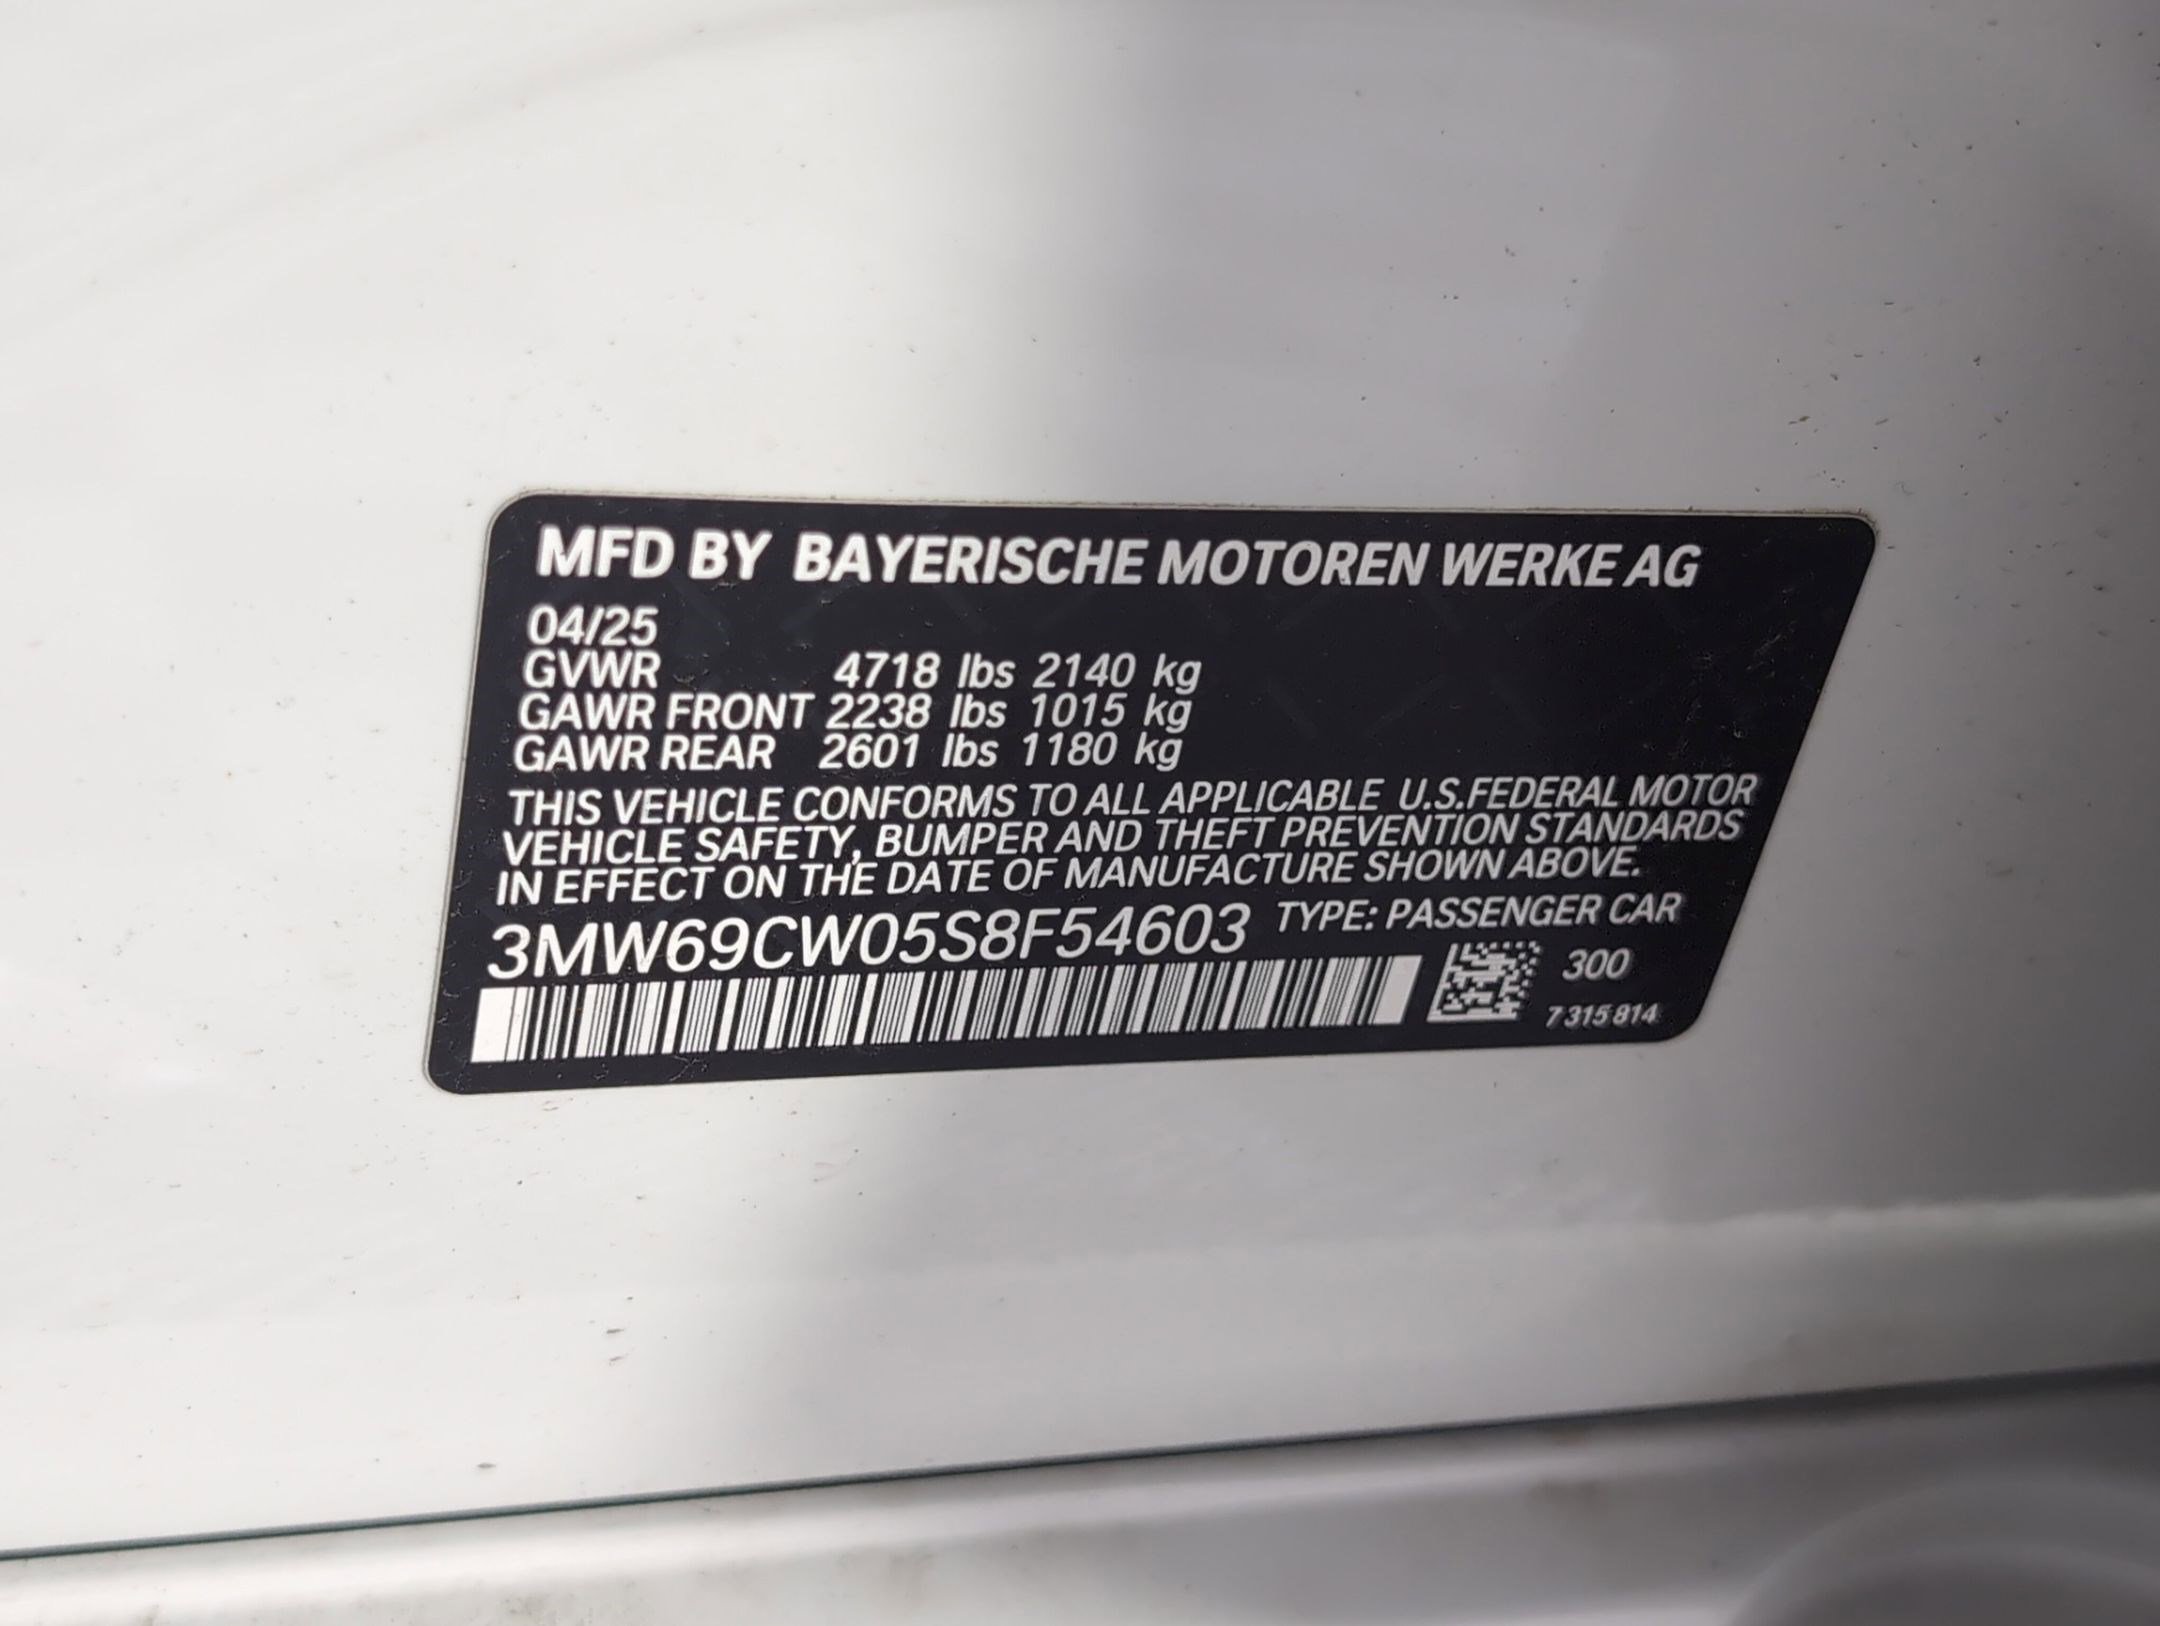 MFD BY BAYERISCHE MOTOREN WERKE AG
04/25
GVWR 4718 lbs 2140 kg
GAWR FRONT 2238 lbs 1015 kg
GAWR REAR 2601 lbs 1180 kg
THIS VEHICLE CONFORMS TO ALL APPLICABLE U.S.FEDERAL MOTOR
VEHICLE SAFETY, BUMPER AND THEFT PREVENTION STANDARDS
IN EFFECT ON THE DATE OF MANUFACTURE SHOWN ABOVE.
3MW69CW05S8F54603 TYPE: PASSENGER CAR
300
7 315 814